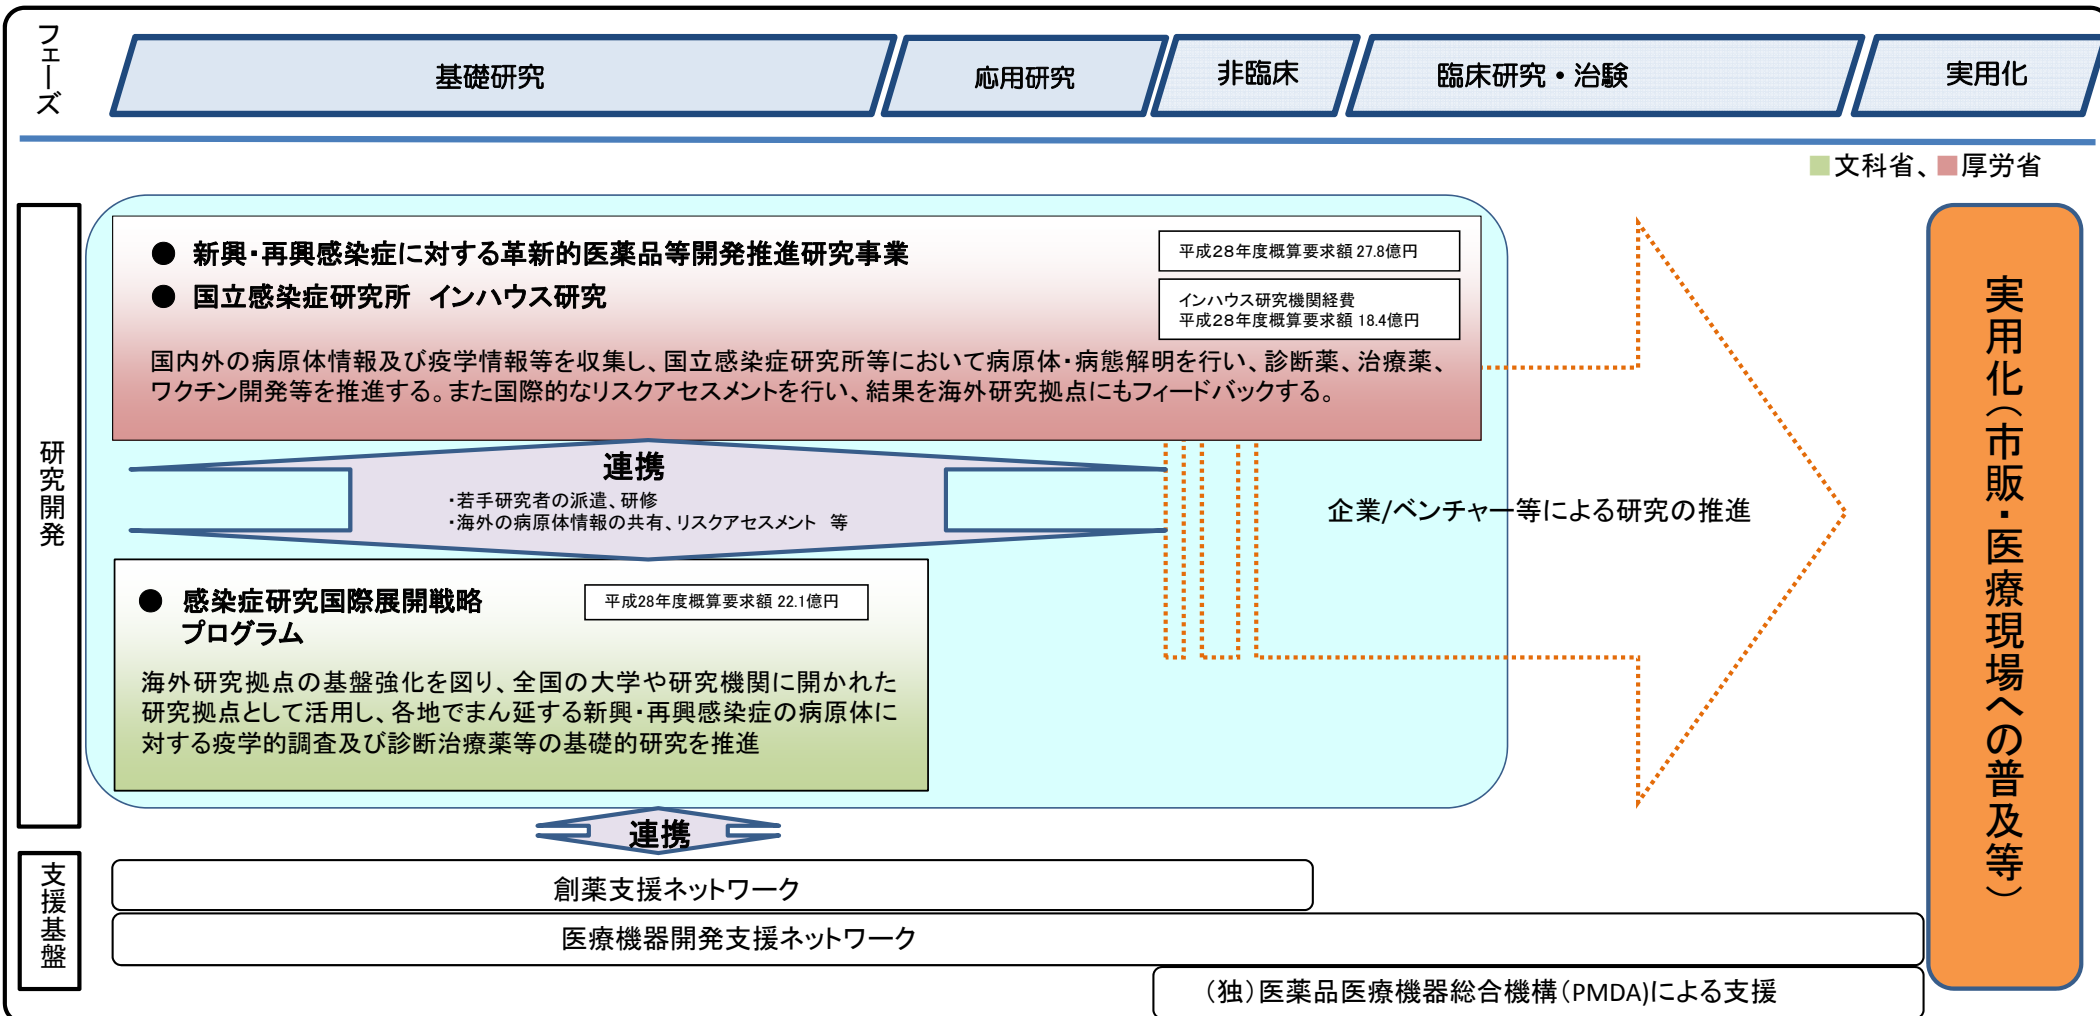 フェーズ
基礎研究
応用研究
非臨床
臨床研究・治験
実用化
■文科省、■厚労省
研究開発
● 新興・再興感染症に対する革新的医薬品等開発推進研究事業
平成28年度概算要求額 27.8億円
● 国立感染症研究所　インハウス研究
インハウス研究機関経費
平成28年度概算要求額 18.4億円
国内外の病原体情報及び疫学情報等を収集し、国立感染症研究所等において病原体・病態解明を行い、診断薬、治療薬、
ワクチン開発等を推進する。また国際的なリスクアセスメントを行い、結果を海外研究拠点にもフィードバックする。
連携
・若手研究者の派遣、研修
・海外の病原体情報の共有、リスクアセスメント　等
企業/ベンチャー等による研究の推進
● 感染症研究国際展開戦略
プログラム
平成28年度概算要求額 22.1億円
海外研究拠点の基盤強化を図り、全国の大学や研究機関に開かれた
研究拠点として活用し、各地でまん延する新興・再興感染症の病原体に
対する疫学的調査及び診断治療薬等の基礎的研究を推進
実用化（市販・医療現場への普及等）
連携
支援基盤
創薬支援ネットワーク
医療機器開発支援ネットワーク
（独）医薬品医療機器総合機構（PMDA)による支援